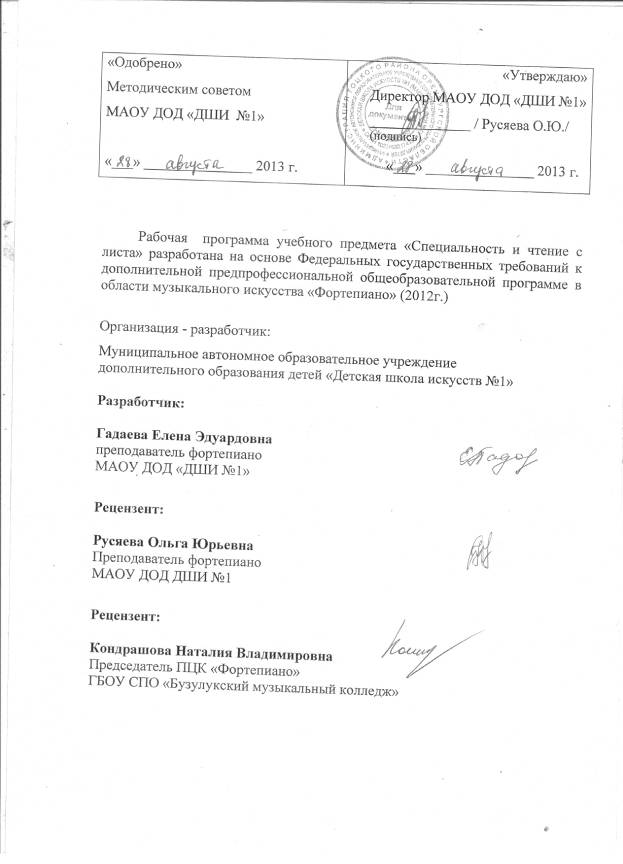 «Одобрено»
Методическим советом
МАОУ ДОД «ДШИ №1»
«28» августа 2013 г.
«Утверждаю»
Директор МАОУ ДОД «ДШИ №1»
Для
документов
/ Русяева О.Ю./
(подпись)
«28» августа 2013 г.
Рабочая программа учебного предмета «Специальность и чтение с
листа» разработана на основе Федеральных государственных требований к
дополнительной предпрофессиональной общеобразовательной программе в
области музыкального искусства «Фортепиано» (2012г.)
Организация - разработчик:
Муниципальное автономное образовательное учреждение
дополнительного образования детей «Детская школа искусств №1»
Разработчик:
Гадаева Елена Эдуардовна
преподаватель фортепиано
МАОУ ДОД «ДШИ №1»
Рецензент:
Русяева Ольга Юрьевна
Преподаватель фортепиано
МАОУ ДОД ДШИ №1
Рецензент:
Кондрашова Наталия Владимировна
Председатель ПЦК «Фортепиано»
ГБОУ СПО «Бузулукский музыкальный колледж»